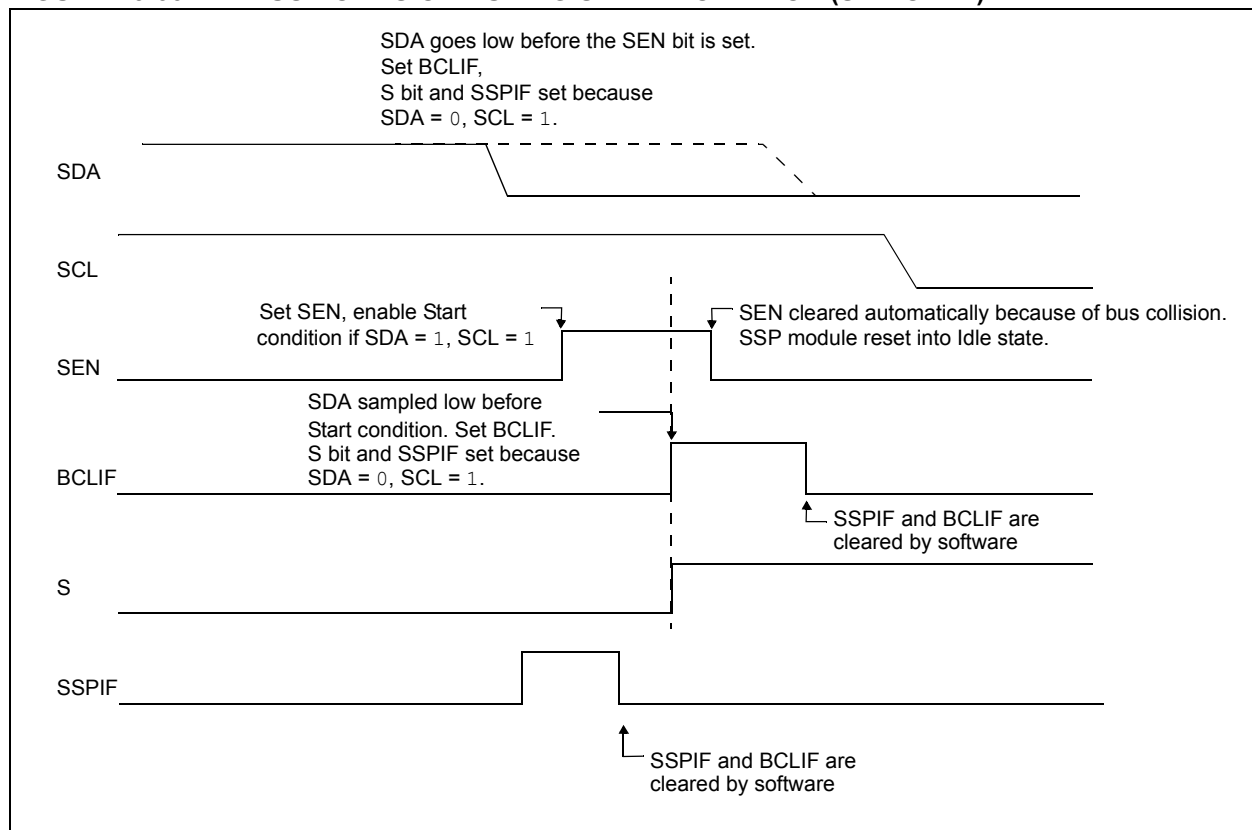 SDA goes low before the SEN bit is set.
Set BCLIF,
S bit and SSPIF set because
SDA = 0, SCL = 1.
SDA
SCL
Set SEN, enable Start
condition if SDA = 1, SCL = 1
SEN cleared automatically because of bus collision.
SSP module reset into Idle state.
SEN
SDA sampled low before
Start condition. Set BCLIF.
S bit and SSPIF set because
SDA = 0, SCL = 1.
BCLIF
SSPIF and BCLIF are
cleared by software
S
SSPIF
SSPIF and BCLIF are
cleared by software